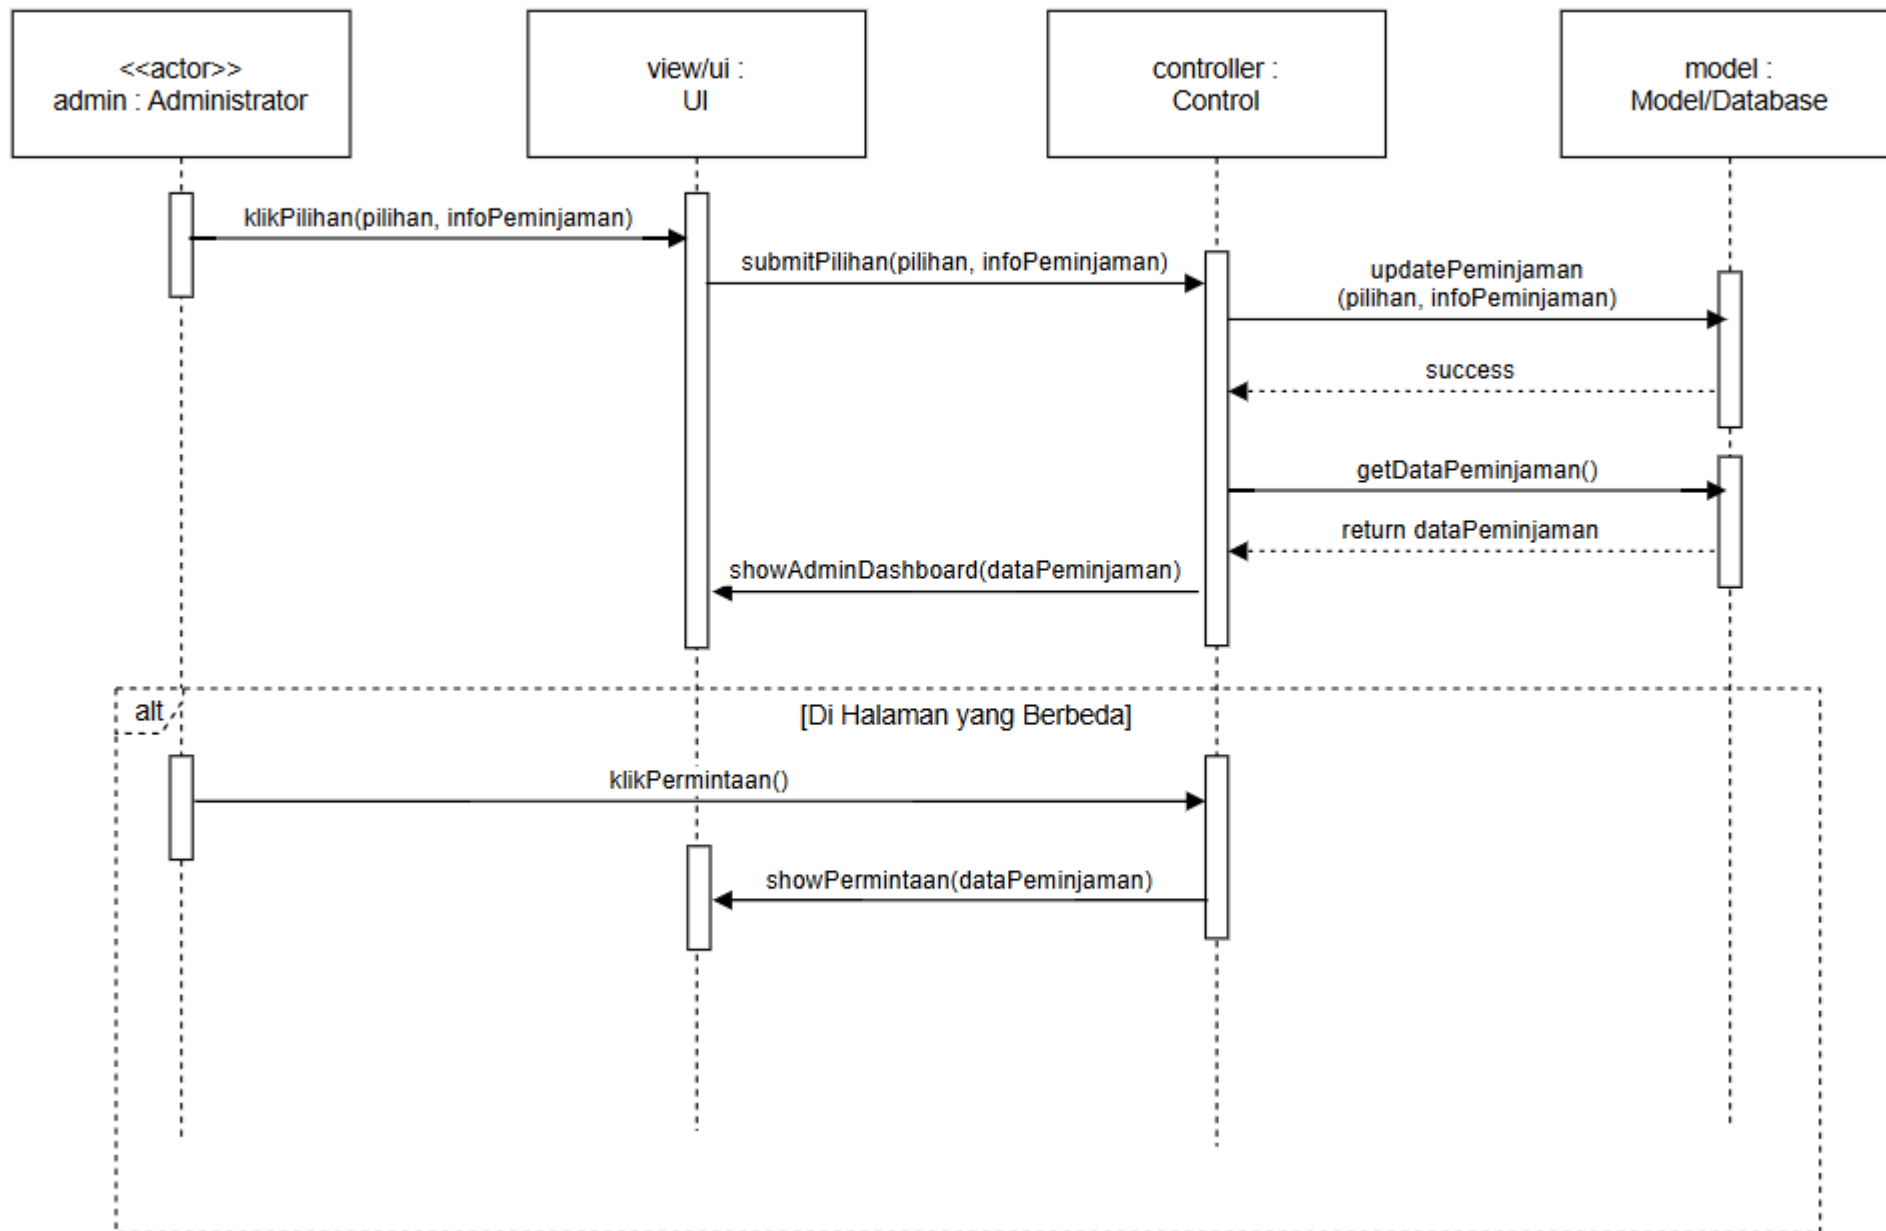 <<actor>>
admin : Administrator
view/ui :
UI
controller :
Control
model :
Model/Database
klikPilihan(pilihan, infoPeminjaman)
submitPilihan(pilihan, infoPeminjaman)
updatePeminjaman
(pilihan, infoPeminjaman)
success
getDataPeminjaman()
return dataPeminjaman
showAdminDashboard(dataPeminjaman)
alt
[Di Halaman yang Berbeda]
klikPermintaan()
showPermintaan(dataPeminjaman)